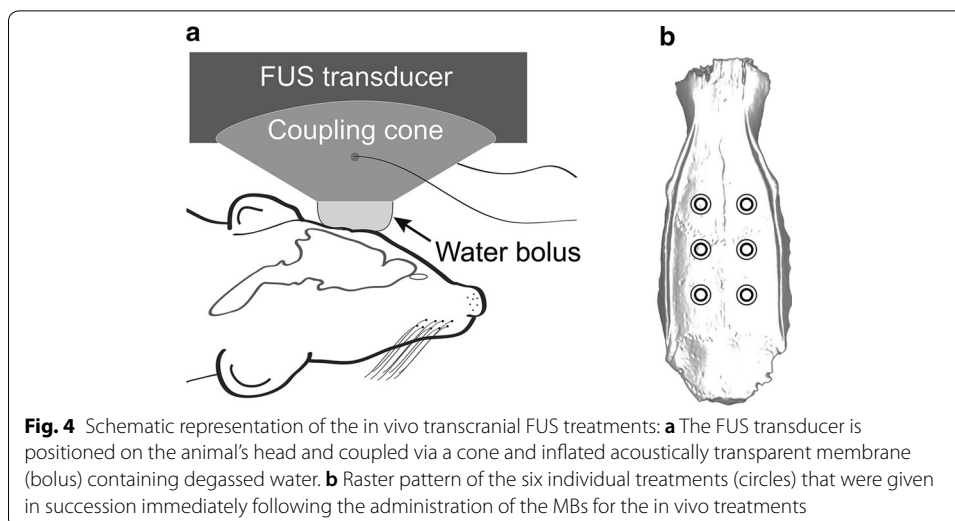 a
b
FUS transducer
Coupling cone
Water bolus
Fig. 4 Schematic representation of the in vivo transcranial FUS treatments: a The FUS transducer is
positioned on the animal's head and coupled via a cone and inflated acoustically transparent membrane
(bolus) containing degassed water. b Raster pattern of the six individual treatments (circles) that were given
in succession immediately following the administration of the MBs for the in vivo treatments